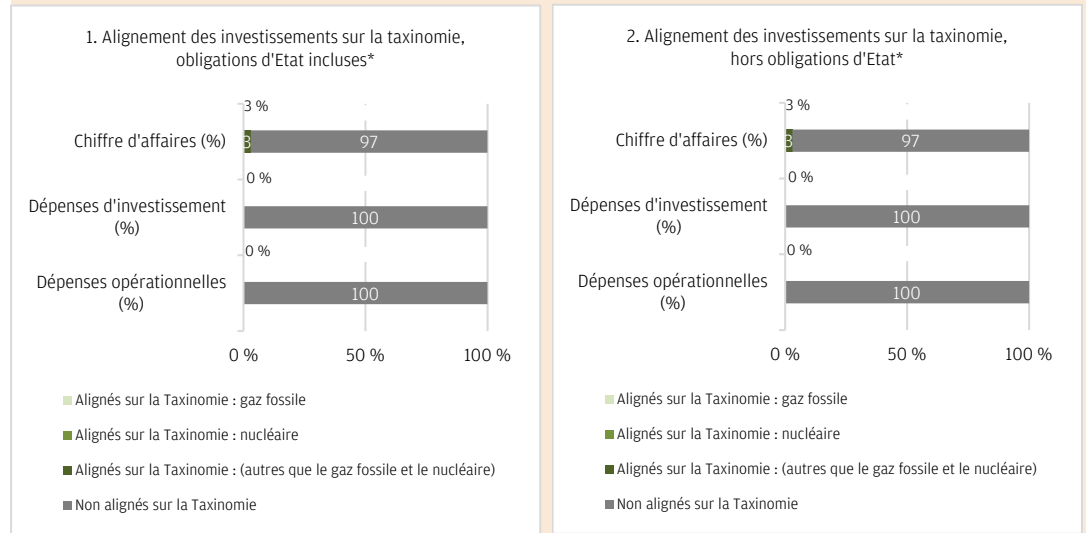 1. Alignement des investissements sur la taxinomie,
obligations d'Etat incluses*
3 %
Chiffre d'affaires (%)
3 97
0 %
Dépenses d'investissement
(%)
100
0 %
Dépenses opérationnelles
(%)
100
0 % 50 % 100 %
Alignés sur la Taxinomie : gaz fossile
Alignés sur la Taxinomie : nucléaire
Alignés sur la Taxinomie : (autres que le gaz fossile et le nucléaire)
Non alignés sur la Taxinomie
2. Alignement des investissements sur la taxinomie,
hors obligations d'Etat*
3 %
Chiffre d'affaires (%)
3 97
0 %
Dépenses d'investissement
(%)
100
0 %
Dépenses opérationnelles
(%)
100
0 % 50 % 100 %
Alignés sur la Taxinomie : gaz fossile
Alignés sur la Taxinomie : nucléaire
Alignés sur la Taxinomie : (autres que le gaz fossile et le nucléaire)
Non alignés sur la Taxinomie